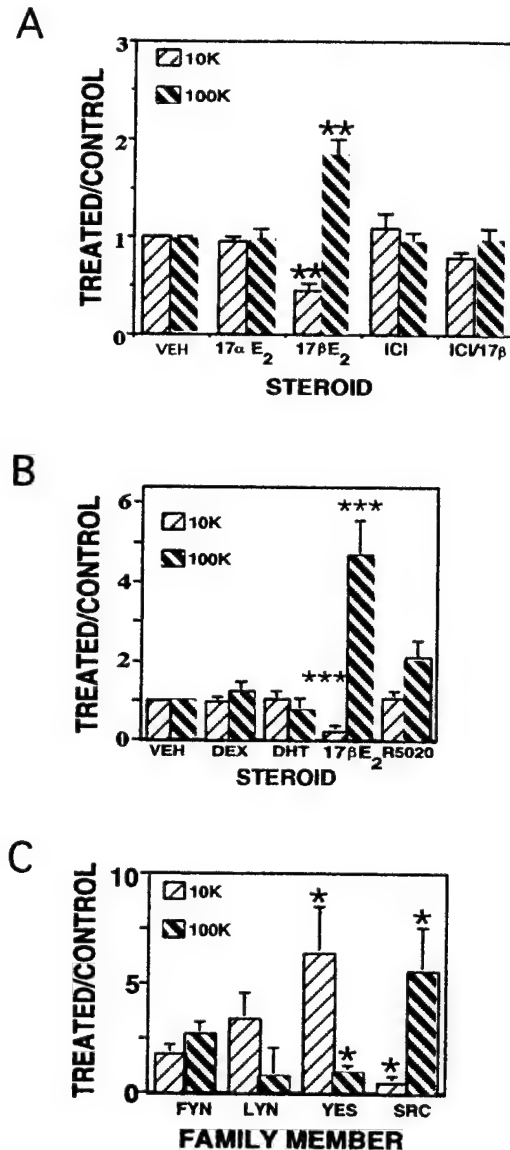 A
TREATED/CONTROL
3
2
1
0
10K
100K
**
**
VEH 17α E2 17βE2 ICI ICI/17β
STEROID
B
TREATED/CONTROL
6
4
2
0
10K
100K
***
***
VEH DEX DHT 17βE2 R5020
STEROID
C
TREATED/CONTROL
10
5
0
10K
100K
*
*
*
*
FYN LYN YES SRC
FAMILY MEMBER